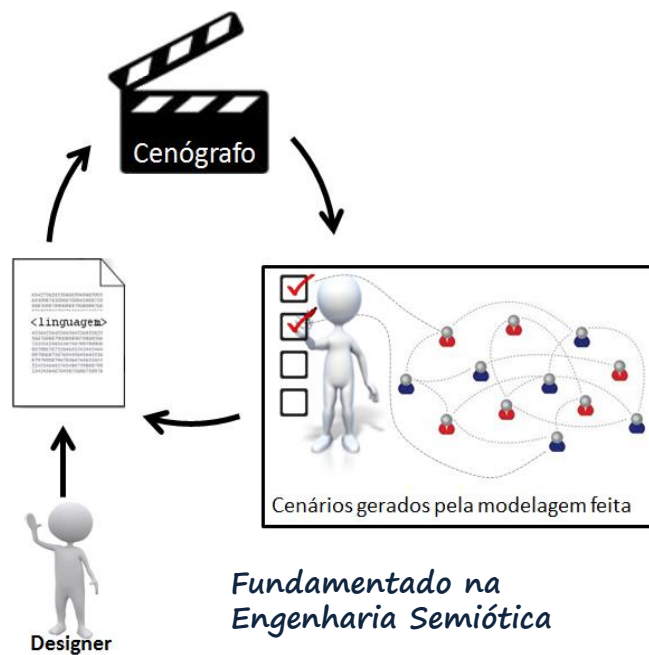 Cenógrafo
<linguagem>
Cenários gerados pela modelagem feita
Designer
Fundamentado na
Engenharia Semiótica